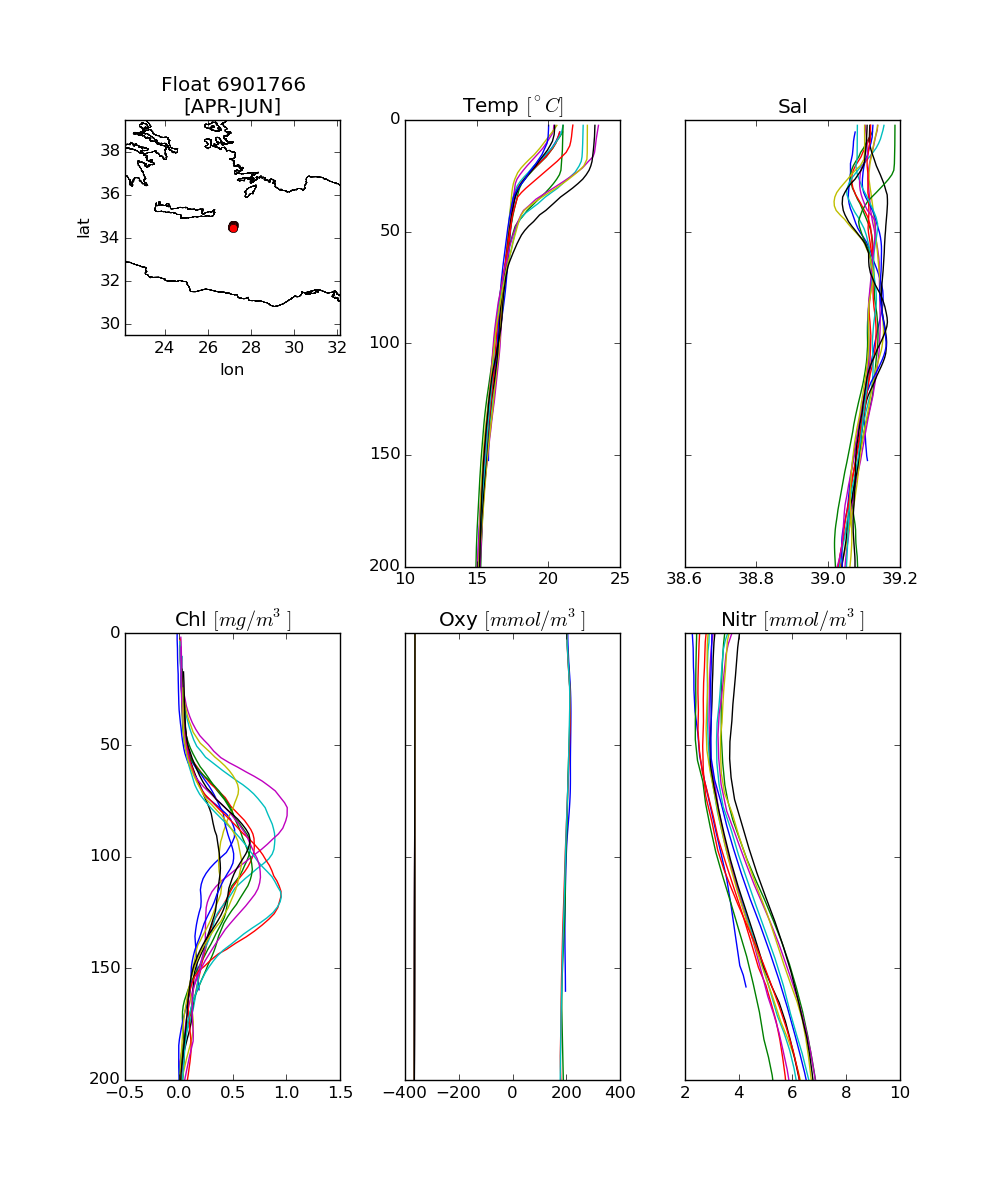 Float 6901766
[APR-JUN]
38
36
34
32
30
lat
24 26 28 30 32
lon
Temp [°C]
0
50
100
150
200
10 15 20 25
Sal
38.6 38.8 39.0 39.2
Chl [mg/m³]
0
50
100
150
200
−0.5 0.0 0.5 1.0 1.5
Oxy [mmol/m³]
−400 −200 0 200 400
Nitr [mmol/m³]
2 4 6 8 10